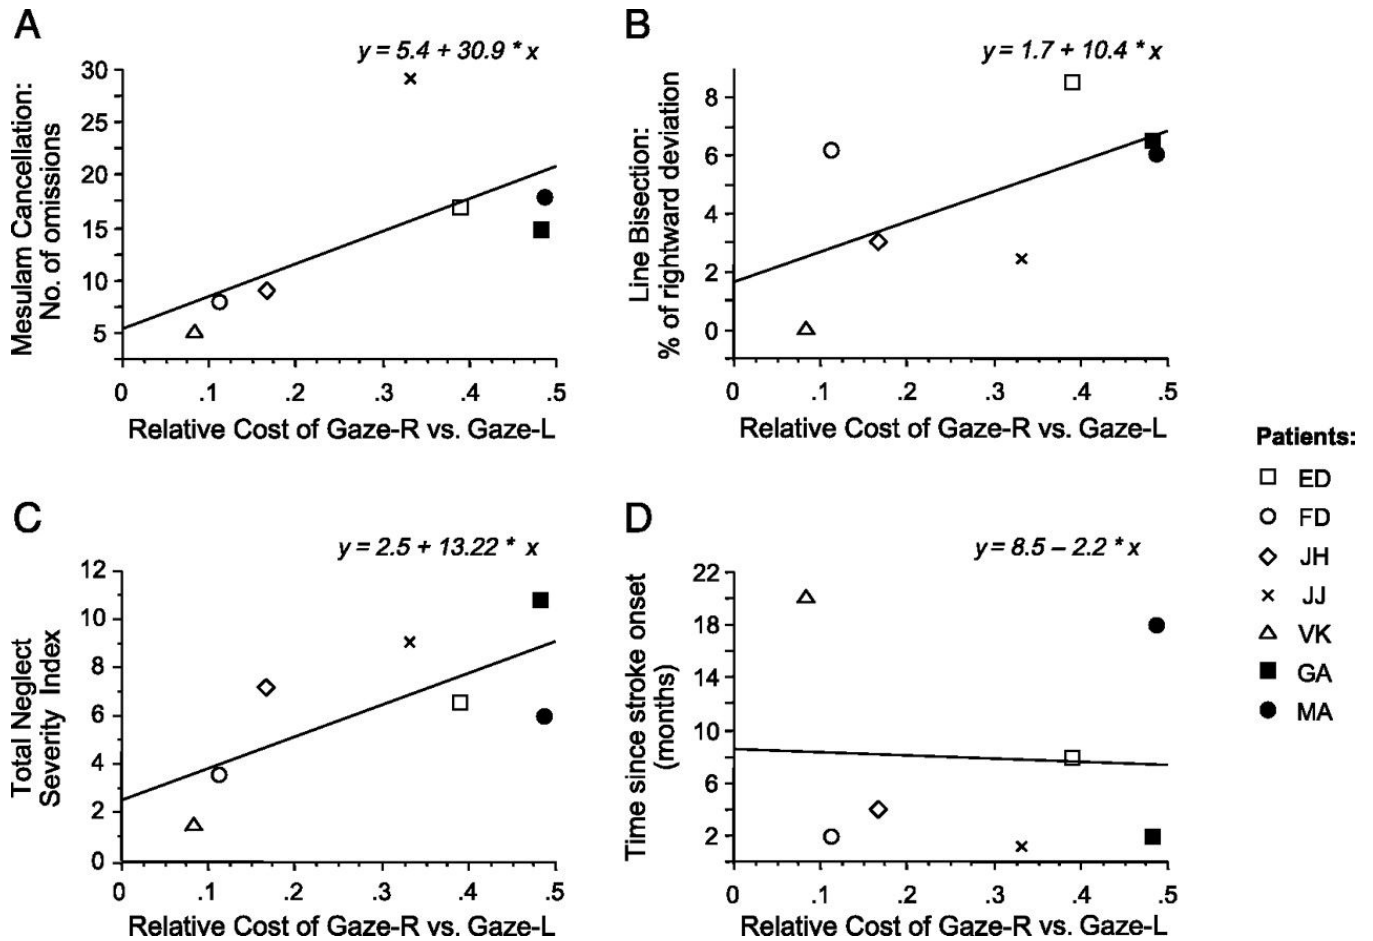 A
y = 5.4 + 30.9 * x
Mesulam Cancellation:
No. of omissions
30
25
20
15
10
5
0 .1 .2 .3 .4 .5
Relative Cost of Gaze-R vs. Gaze-L
B
y = 1.7 + 10.4 * x
Line Bisection:
% of rightward deviation
8
6
4
2
0
0 .1 .2 .3 .4 .5
Relative Cost of Gaze-R vs. Gaze-L
C
y = 2.5 + 13.22 * x
Total Neglect
Severity Index
12
10
8
6
4
2
0
0 .1 .2 .3 .4 .5
Relative Cost of Gaze-R vs. Gaze-L
D
y = 8.5 – 2.2 * x
Time since stroke onset
(months)
22
18
14
10
6
2
0 .1 .2 .3 .4 .5
Relative Cost of Gaze-R vs. Gaze-L
Patients:
ED
FD
JH
JJ
VK
GA
MA